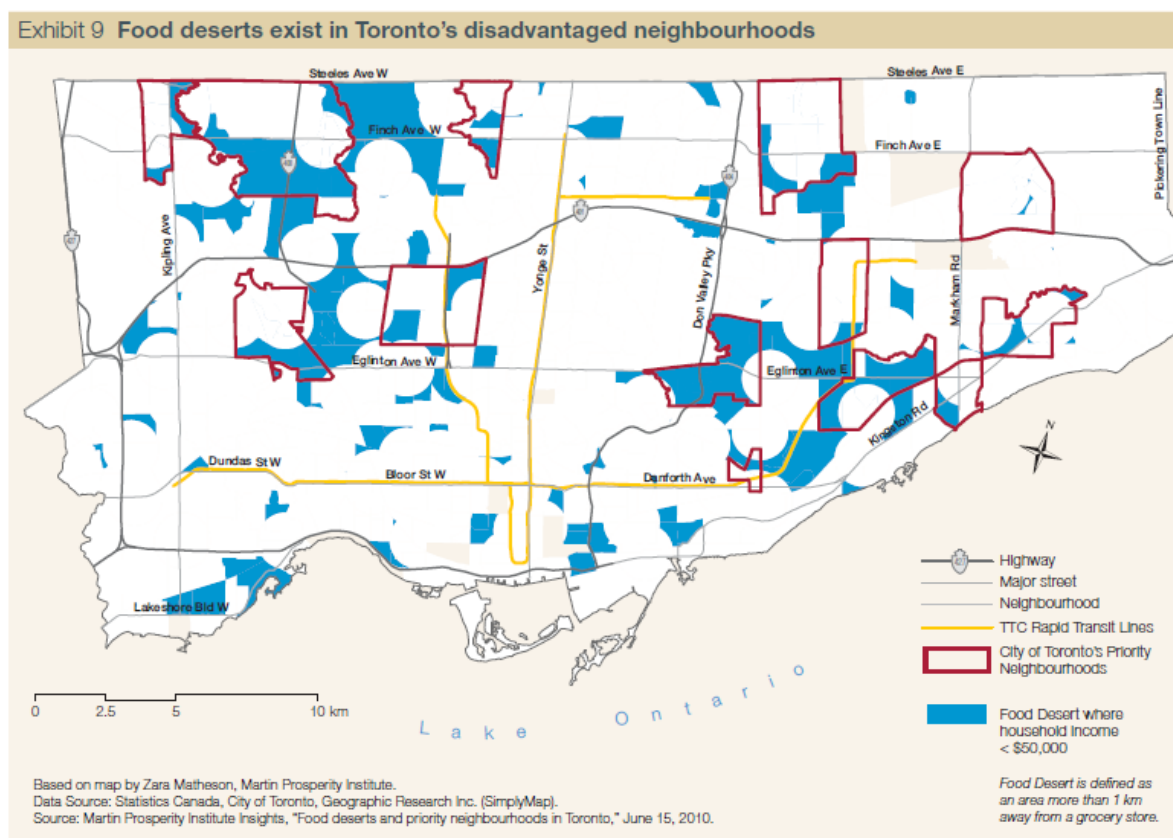 Exhibit 9 Food deserts exist in Toronto's disadvantaged neighbourhoods
Steeles Ave W
Steeles Ave E
Finch Ave W
Finch Ave E
Pickering Town Line
400
404
401
427
Kipling Ave
Yonge St
Don Valley Pky
Markham Rd
Eglinton Ave W
Eglinton Ave E
Kingston Rd
N
Dundas St W
Bloor St W
Danforth Ave
Lakeshore Bld W
427
Highway
Major street
Neighbourhood
TTC Rapid Transit Lines
City of Toronto's Priority
Neighbourhoods
0 2.5 5 10 km
Lake Ontario
Food Desert where
household income
< $50,000
Food Desert is defined as
an area more than 1 km
away from a grocery store.
Based on map by Zara Matheson, Martin Prosperity Institute.
Data Source: Statistics Canada, City of Toronto, Geographic Research Inc. (SimplyMap).
Source: Martin Prosperity Institute Insights, "Food deserts and priority neighbourhoods in Toronto," June 15, 2010.